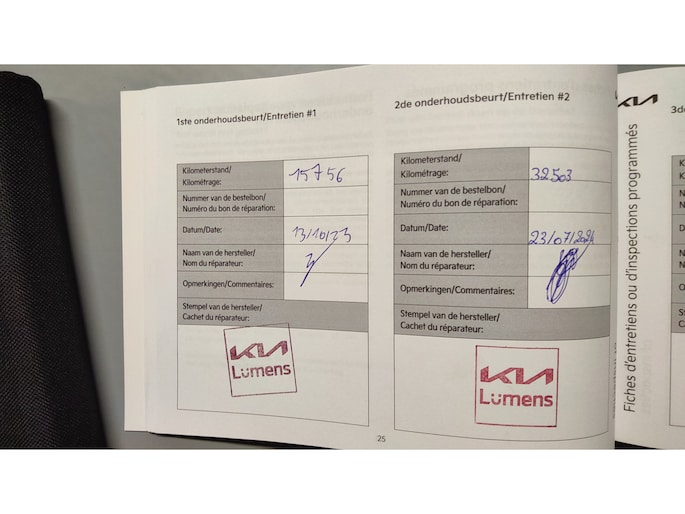 1ste onderhoudsbeurt/Entretien #1
Kilometerstand/
Kilométrage:
15756
Nummer van de bestelbon/
Numéro du bon de réparation:
Datum/Date:
13/10/23
Naam van de hersteller/
Nom du réparateur:
Opmerkingen/Commentaires:
Stempel van de hersteller/
Cachet du réparateur:
KIA
Lumens
2de onderhoudsbeurt/Entretien #2
Kilometerstand/
Kilométrage:
32503
Nummer van de bestelbon/
Numéro du bon de réparation:
Datum/Date:
23/07/2024
Naam van de hersteller/
Nom du réparateur:
Opmerkingen/Commentaires:
Stempel van de hersteller/
Cachet du réparateur:
KIA
Lumens
25
KIA
Fiches d'entretiens ou d'inspections programmés
3d